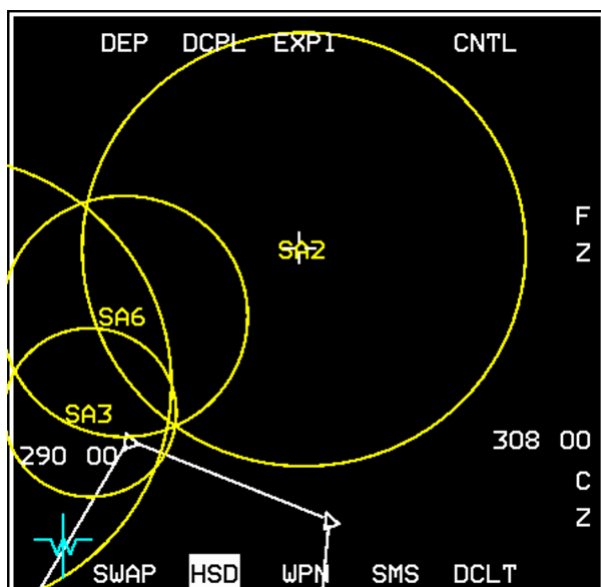 DEP DCPL EXP1 CNTL
F
Z
SA2
SA6
SA3
290 00
308 00
C
Z
SWAP HSD WPN SMS DCLT